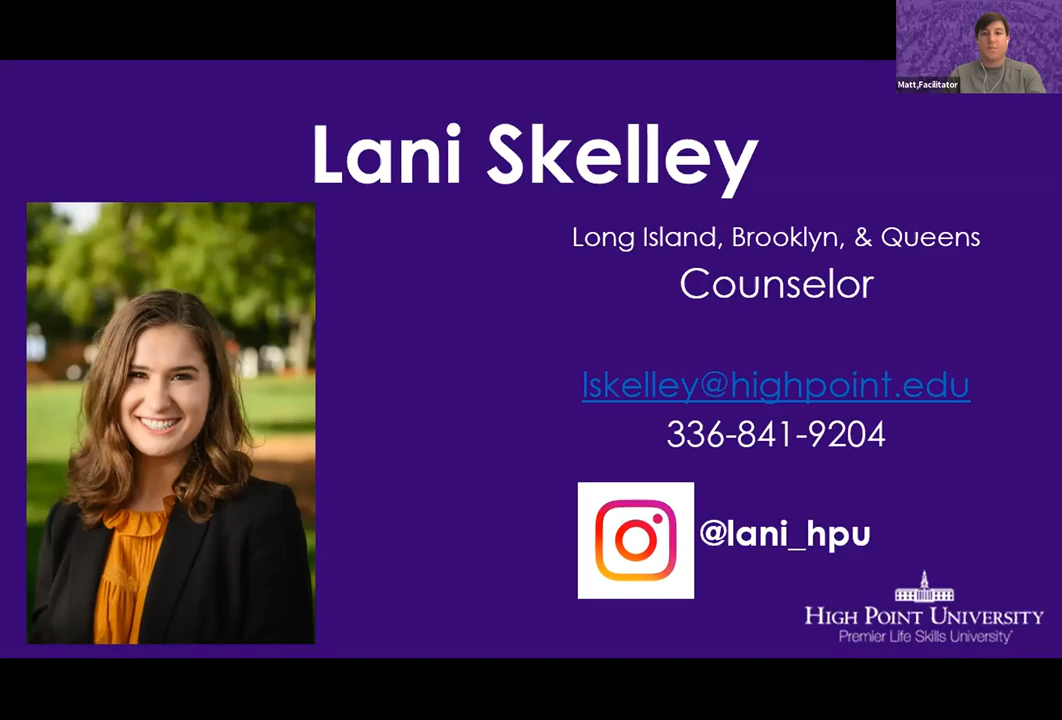 Matt,Facilitator
Lani Skelley
Long Island, Brooklyn, & Queens
Counselor
lskelley@highpoint.edu
336-841-9204
@lani_hpu
HIGH POINT UNIVERSITY
Premier Life Skills University